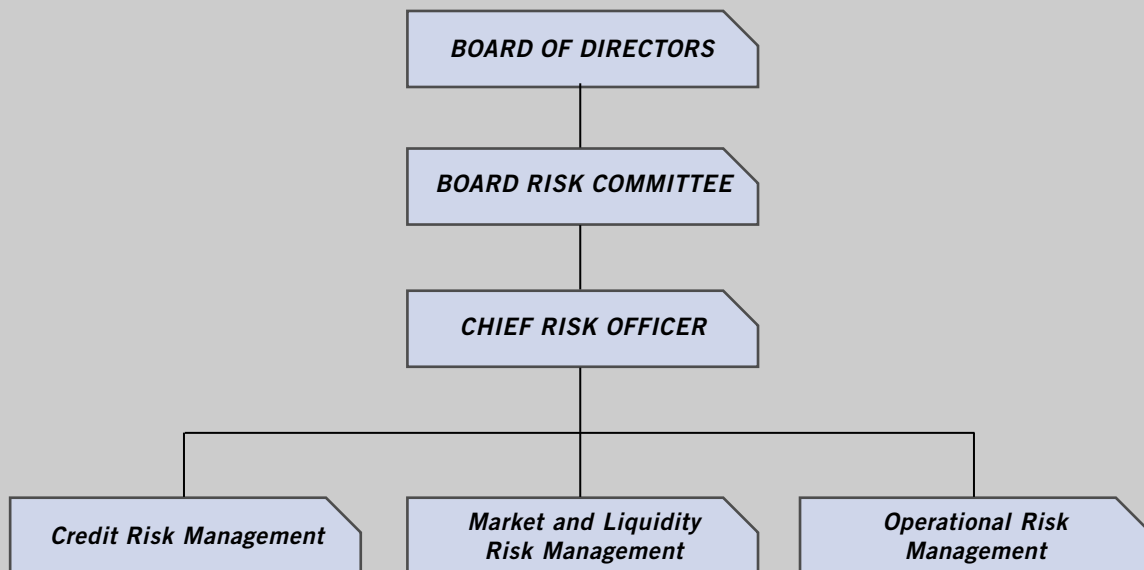 BOARD OF DIRECTORS
BOARD RISK COMMITTEE
CHIEF RISK OFFICER
Credit Risk Management
Market and Liquidity
Risk Management
Operational Risk
Management